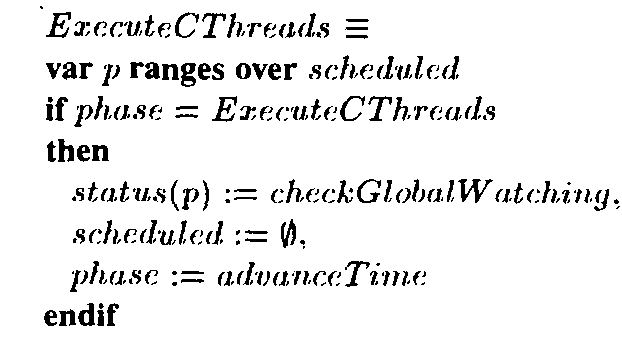 ExecuteCThreads ≡
var p ranges over scheduled
if phase = ExecuteCThreads
then
status(p) := checkGlobalWatching,
scheduled := ∅,
phase := advanceTime
endif